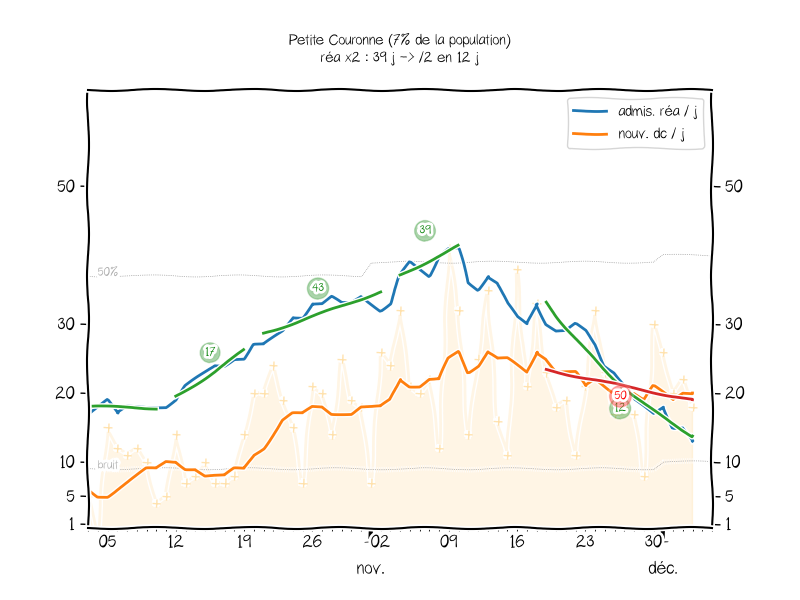 Petite Couronne (7% de la population)
réa x2 : 39 j -> /2 en 12 j
admis. réa / j
nouv. dc / j
50 50
39
50%
43
30 30
17
20 20
50
12
bruit
10 10
5 5
1 1
05 12 19 26 02 09 16 23 30
nov. déc.